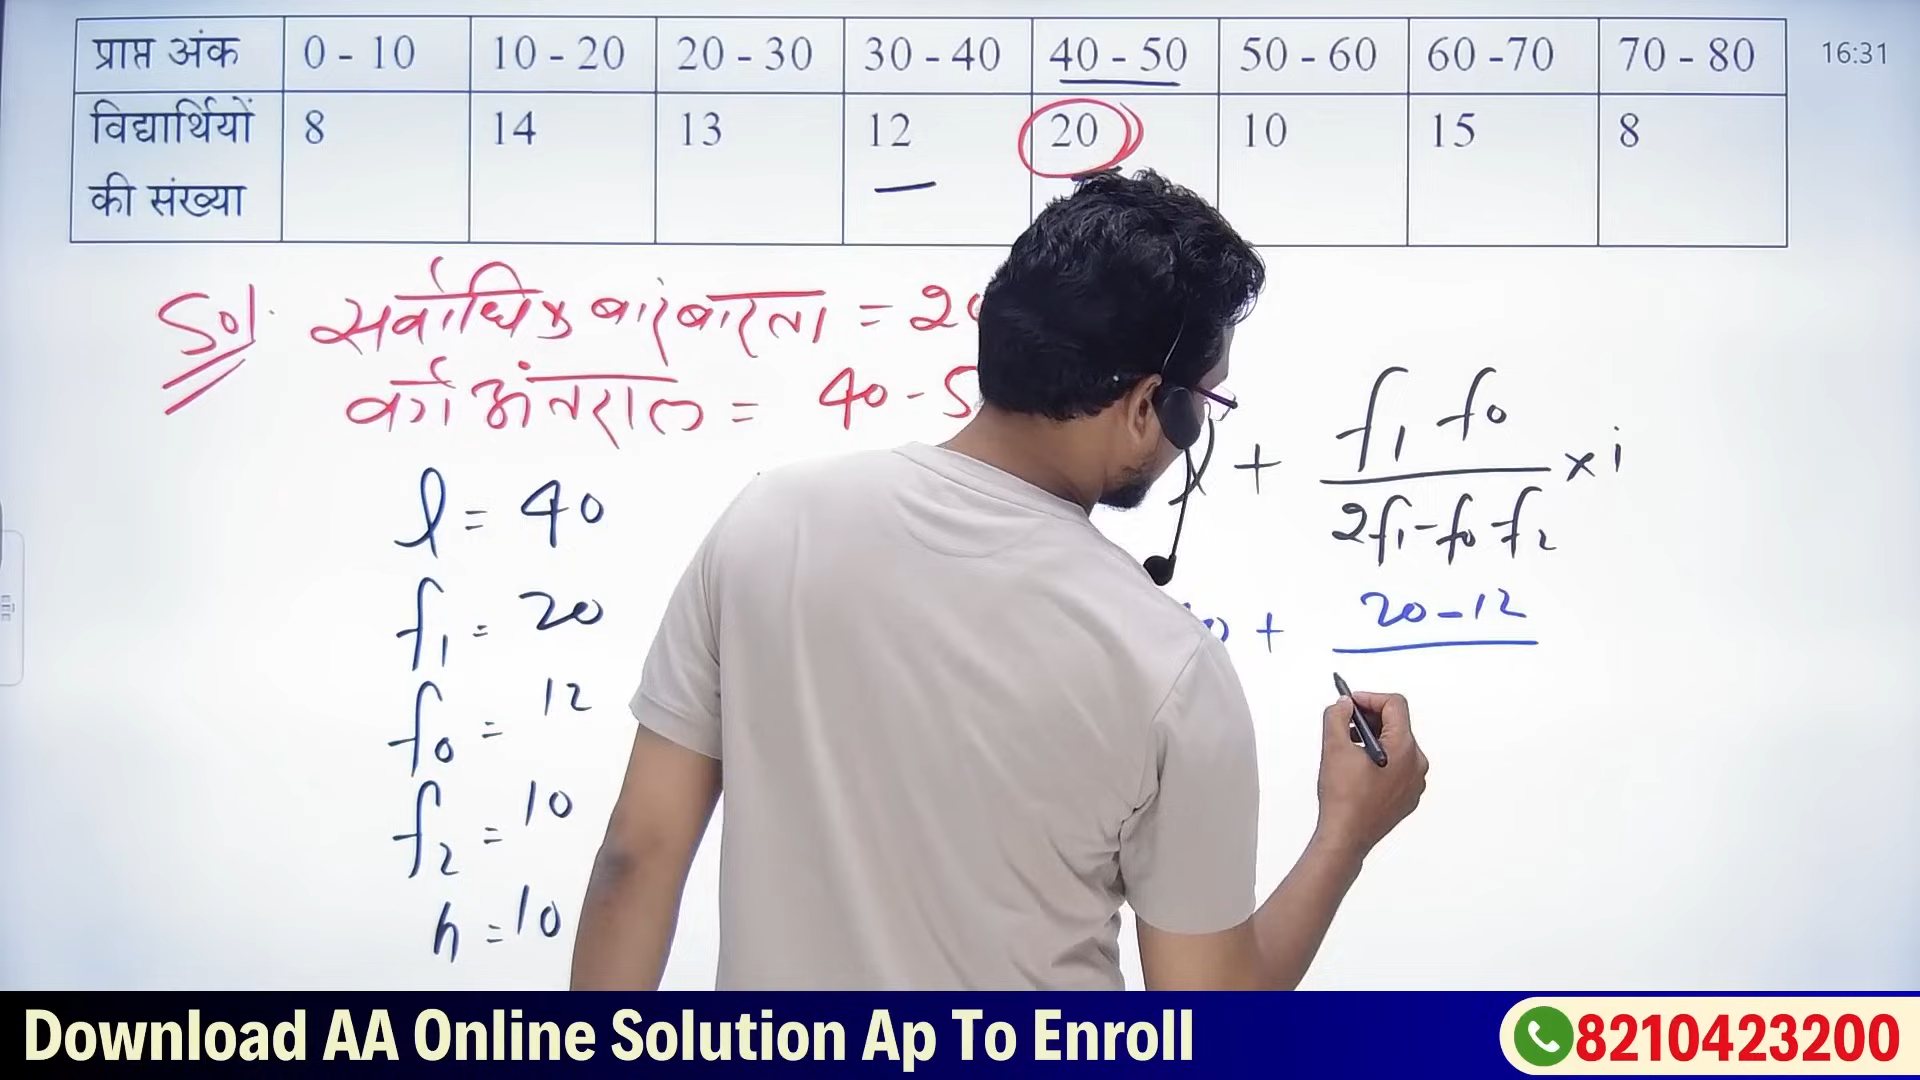 प्राप्त अंक 0 - 10 10 - 20 20 - 30 30 - 40 40 - 50 50 - 60 60 -70 70 - 80
16:31
विद्यार्थियों की संख्या 8 14 13 12 20 10 15 8
Sol. सर्वाधिक बारंबारता = 20
वर्ग अंतराल = 40 - 5
l + f₁ f₀ / 2f₁-f₀-f₂ × i
l = 40
f₁ = 20
+ 20-12
f₀ = 12
f₂ = 10
h = 10
Download AA Online Solution Ap To Enroll
8210423200